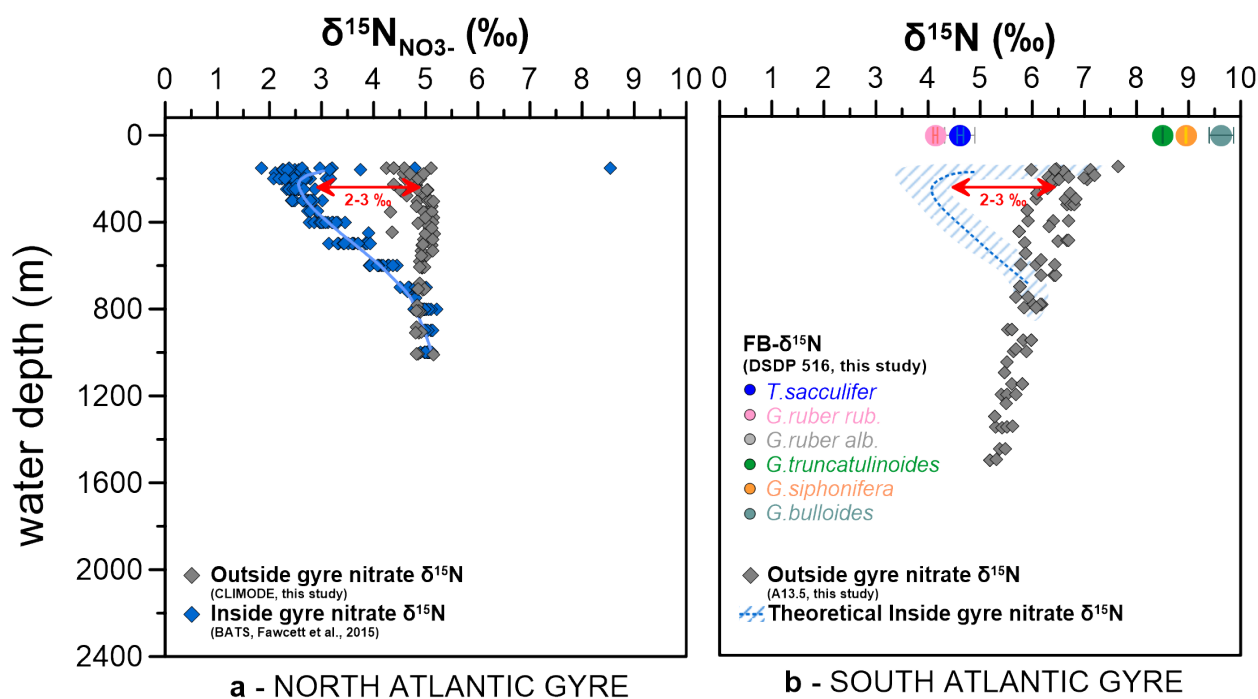 δ¹⁵N_NO3- (‰)
0 1 2 3 4 5 6 7 8 9 10
δ¹⁵N (‰)
0 1 2 3 4 5 6 7 8 9 10
water depth (m)
0
400
800
1200
1600
2000
2400
2-3 ‰
Outside gyre nitrate δ¹⁵N
(CLIMODE, this study)
Inside gyre nitrate δ¹⁵N
(BATS, Fawcett et al., 2015)
a - NORTH ATLANTIC GYRE
2-3 ‰
FB-δ¹⁵N
(DSDP 516, this study)
T.sacculifer
G.ruber rub.
G.ruber alb.
G.truncatulinoides
G.siphonifera
G.bulloides
Outside gyre nitrate δ¹⁵N
(A13.5, this study)
Theoretical Inside gyre nitrate δ¹⁵N
b - SOUTH ATLANTIC GYRE